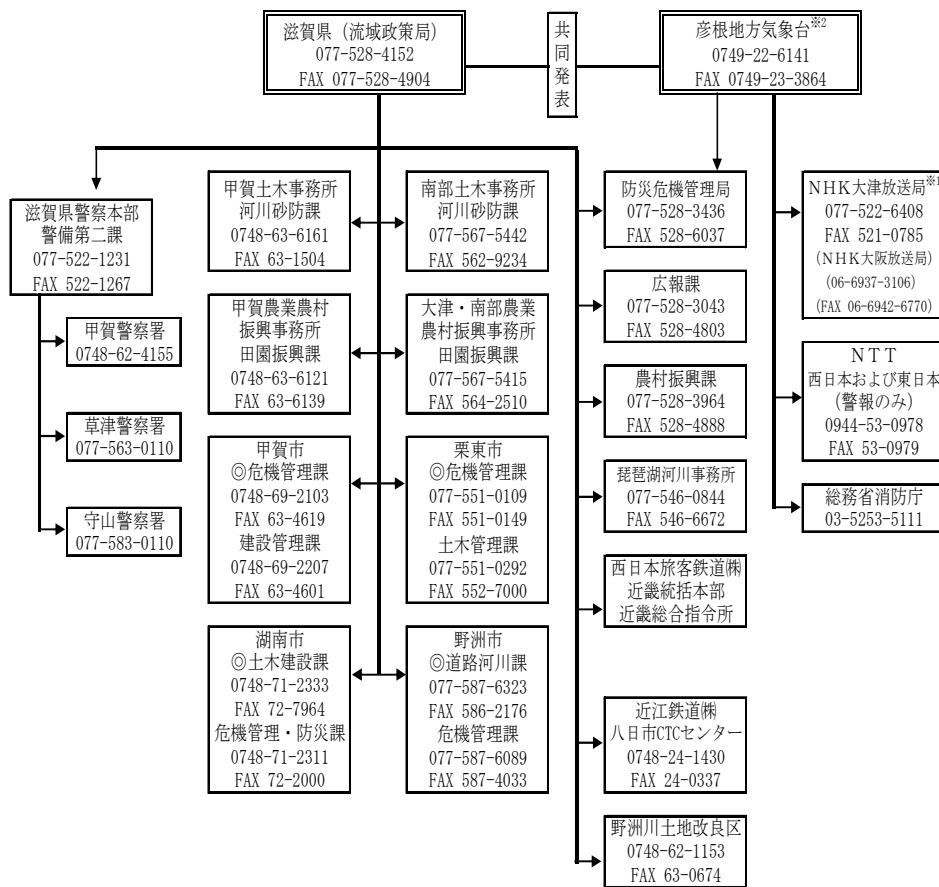 滋賀県（流域政策局）
077-528-4152
FAX 077-528-4904
共同発表
彦根地方気象台※2
0749-22-6141
FAX 0749-23-3864
滋賀県警察本部
警備第二課
077-522-1231
FAX 522-1267
甲賀警察署
0748-62-4155
草津警察署
077-563-0110
守山警察署
077-583-0110
甲賀土木事務所
河川砂防課
0748-63-6161
FAX 63-1504
南部土木事務所
河川砂防課
077-567-5442
FAX 562-9234
甲賀農業農村
振興事務所
田園振興課
0748-63-6121
FAX 63-6139
大津・南部農業
農村振興事務所
田園振興課
077-567-5415
FAX 564-2510
甲賀市
◎危機管理課
0748-69-2103
FAX 63-4619
建設管理課
0748-69-2207
FAX 63-4601
栗東市
◎危機管理課
077-551-0109
FAX 551-0149
土木管理課
077-551-0292
FAX 552-7000
湖南市
◎土木建設課
0748-71-2333
FAX 72-7964
危機管理・防災課
0748-71-2311
FAX 72-2000
野洲市
◎道路河川課
077-587-6323
FAX 586-2176
危機管理課
077-587-6089
FAX 587-4033
防災危機管理局
077-528-3436
FAX 528-6037
広報課
077-528-3043
FAX 528-4803
農村振興課
077-528-3964
FAX 528-4888
琵琶湖河川事務所
077-546-0844
FAX 546-6672
西日本旅客鉄道㈱
近畿統括本部
近畿総合指令所
近江鉄道㈱
八日市CTCセンター
0748-24-1430
FAX 24-0337
野洲川土地改良区
0748-62-1153
FAX 63-0674
NHK大津放送局※1
077-522-6408
FAX 521-0785
(NHK大阪放送局)
(06-6937-3106)
(FAX 06-6942-6770)
NTT
西日本および東日本
(警報のみ)
0944-53-0978
FAX 53-0979
総務省消防庁
03-5253-5111